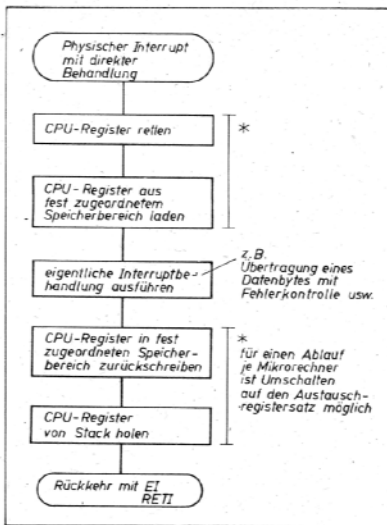 Physischer Interrupt
mit direkter
Behandlung
CPU-Register retten
*
CPU-Register aus
fest zugeordnetem
Speicherbereich laden
eigentliche Interruptbe-
handlung ausführen
z.B.
Übertragung eines
Datenbytes mit
Fehlerkontrolle usw.
CPU-Register in fest
zugeordneten Speicher-
bereich zurückschreiben
*
für einen Ablauf
je Mikrorechner
ist Umschalten
auf den Austausch-
registersatz möglich
CPU-Register
von Stack holen
Rückkehr mit EI
RETI